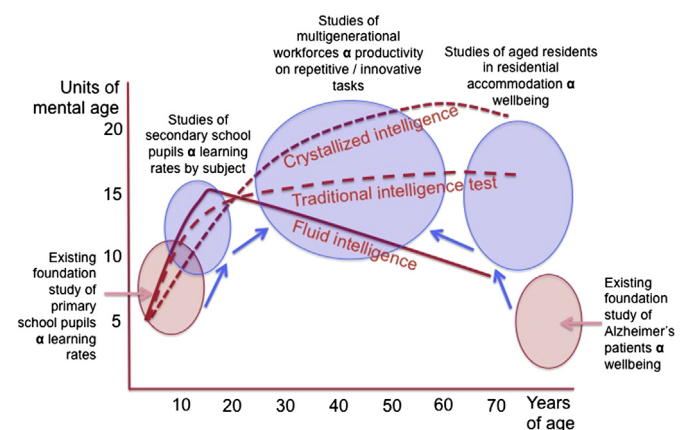 Studies of
multigenerational
workforces α productivity
on repetitive / innovative
tasks
Studies of aged residents
in residential
accommodation α
wellbeing
Units of
mental age
Studies of
secondary school
pupils α learning
rates by subject
20
15
10
5
Crystallized intelligence
Traditional intelligence test
Fluid intelligence
Existing
foundation
study of
primary
school pupils
α learning
rates
Existing
foundation
study of
Alzheimer's
patients α
wellbeing
10 20 30 40 50 60 70 Years
of age